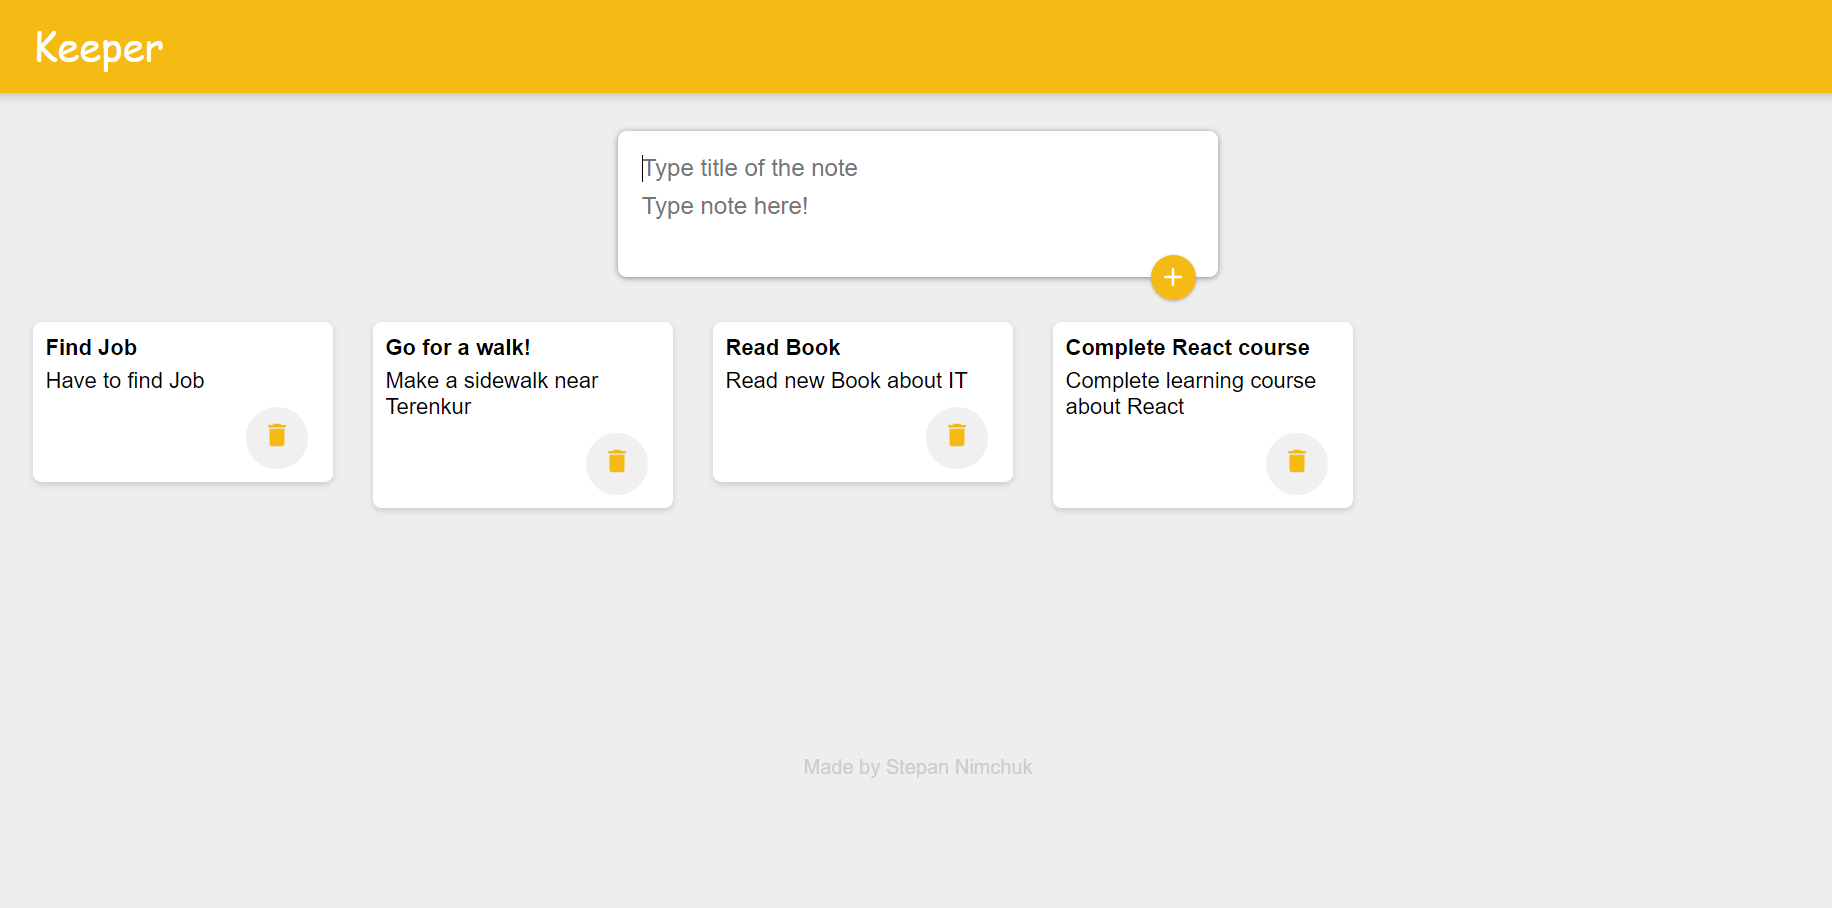 Keeper
Type title of the note
Type note here!
Find Job
Have to find Job
Go for a walk!
Make a sidewalk near
Terenkur
Read Book
Read new Book about IT
Complete React course
Complete learning course
about React
Made by Stepan Nimchuk